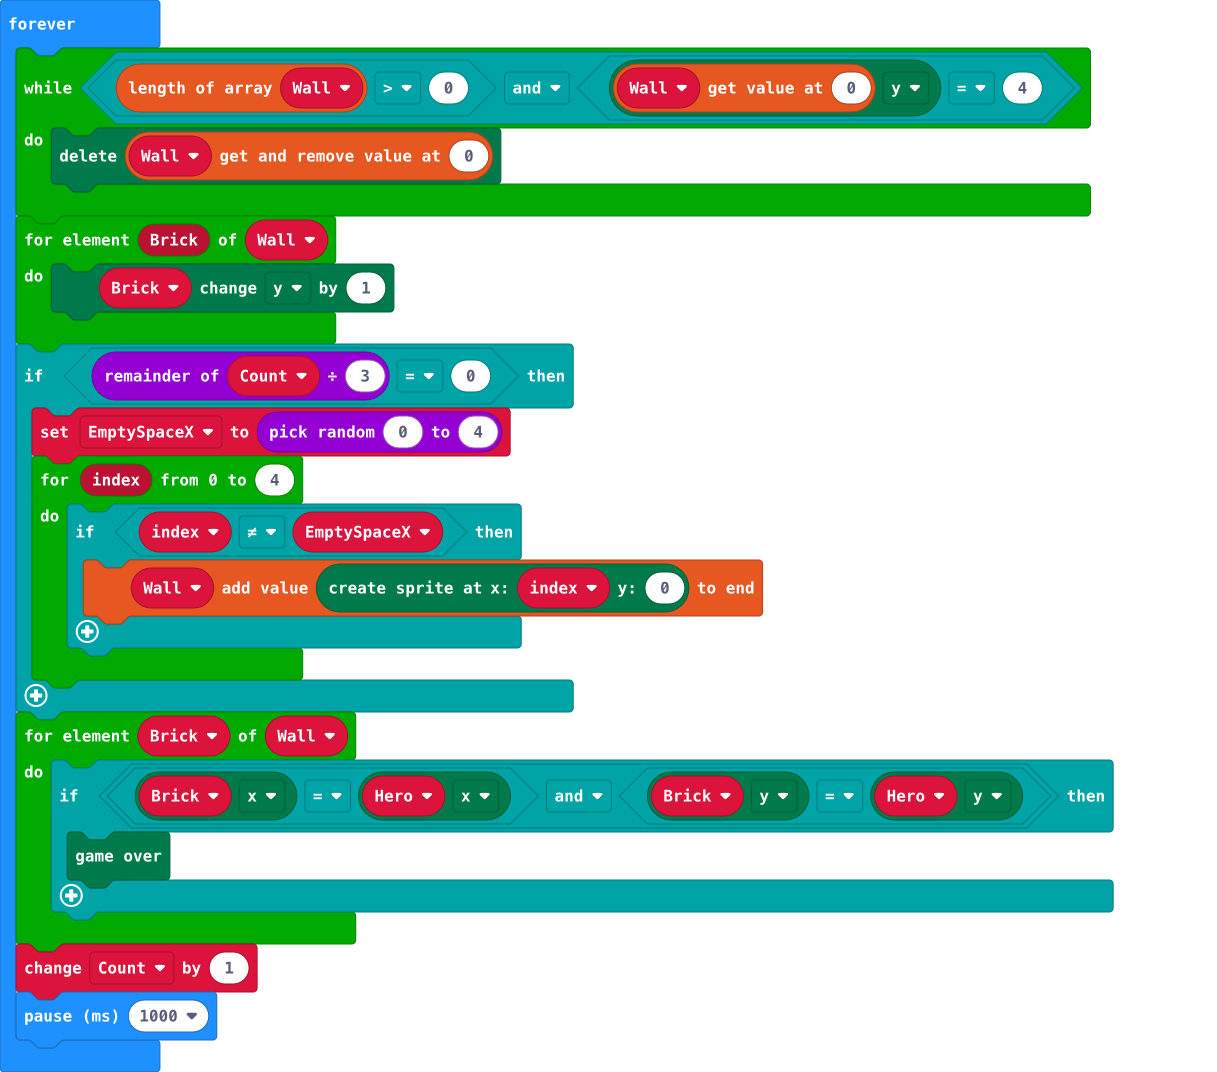 forever
while length of array Wall > 0 and Wall get value at 0 y = 4
do
delete Wall get and remove value at 0
for element Brick of Wall
do
Brick change y by 1
if remainder of Count ÷ 3 = 0 then
set EmptySpaceX to pick random 0 to 4
for index from 0 to 4
do
if index ≠ EmptySpaceX then
Wall add value create sprite at x: index y: 0 to end
for element Brick of Wall
do
if Brick x = Hero x and Brick y = Hero y then
game over
change Count by 1
pause (ms) 1000